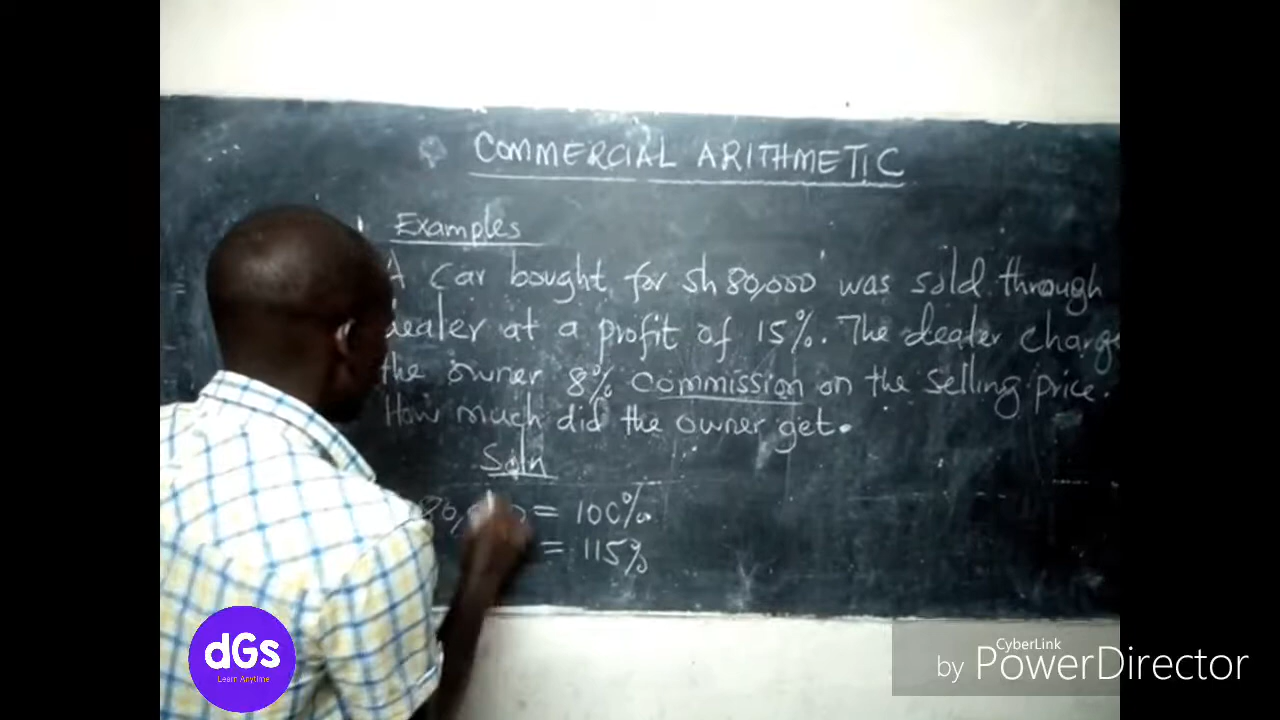 COMMERCIAL ARITHMETIC
Examples
A car bought for sh 80,000 was sold through
dealer at a profit of 15%. The dealer charge
the owner 8% commission on the selling price.
How much did the owner get.
Soln
= 100%
= 115%
dGs
Learn Anytime
CyberLink
by PowerDirector